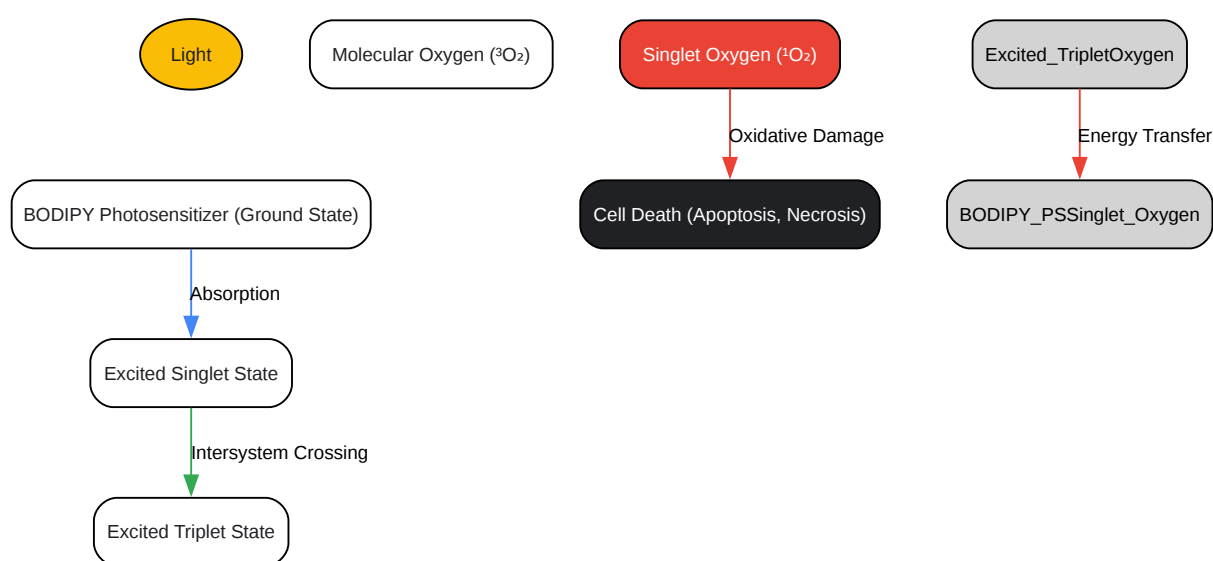 Light
Molecular Oxygen (³O₂)
Singlet Oxygen (¹O₂)
Excited_TripletOxygen
Oxidative Damage
Energy Transfer
BODIPY Photosensitizer (Ground State)
Cell Death (Apoptosis, Necrosis)
BODIPY_PSSinglet_Oxygen
Absorption
Excited Singlet State
Intersystem Crossing
Excited Triplet State